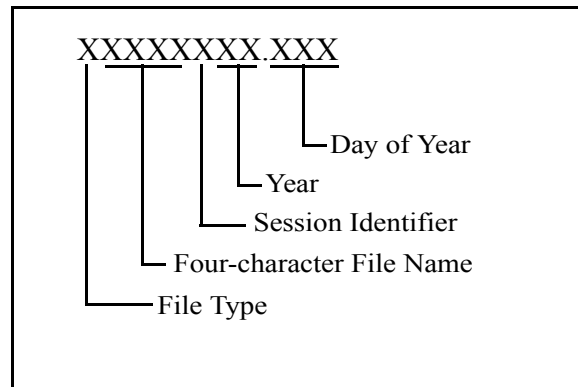 XXXXXXXX.XXX
Day of Year
Year
Session Identifier
Four-character File Name
File Type